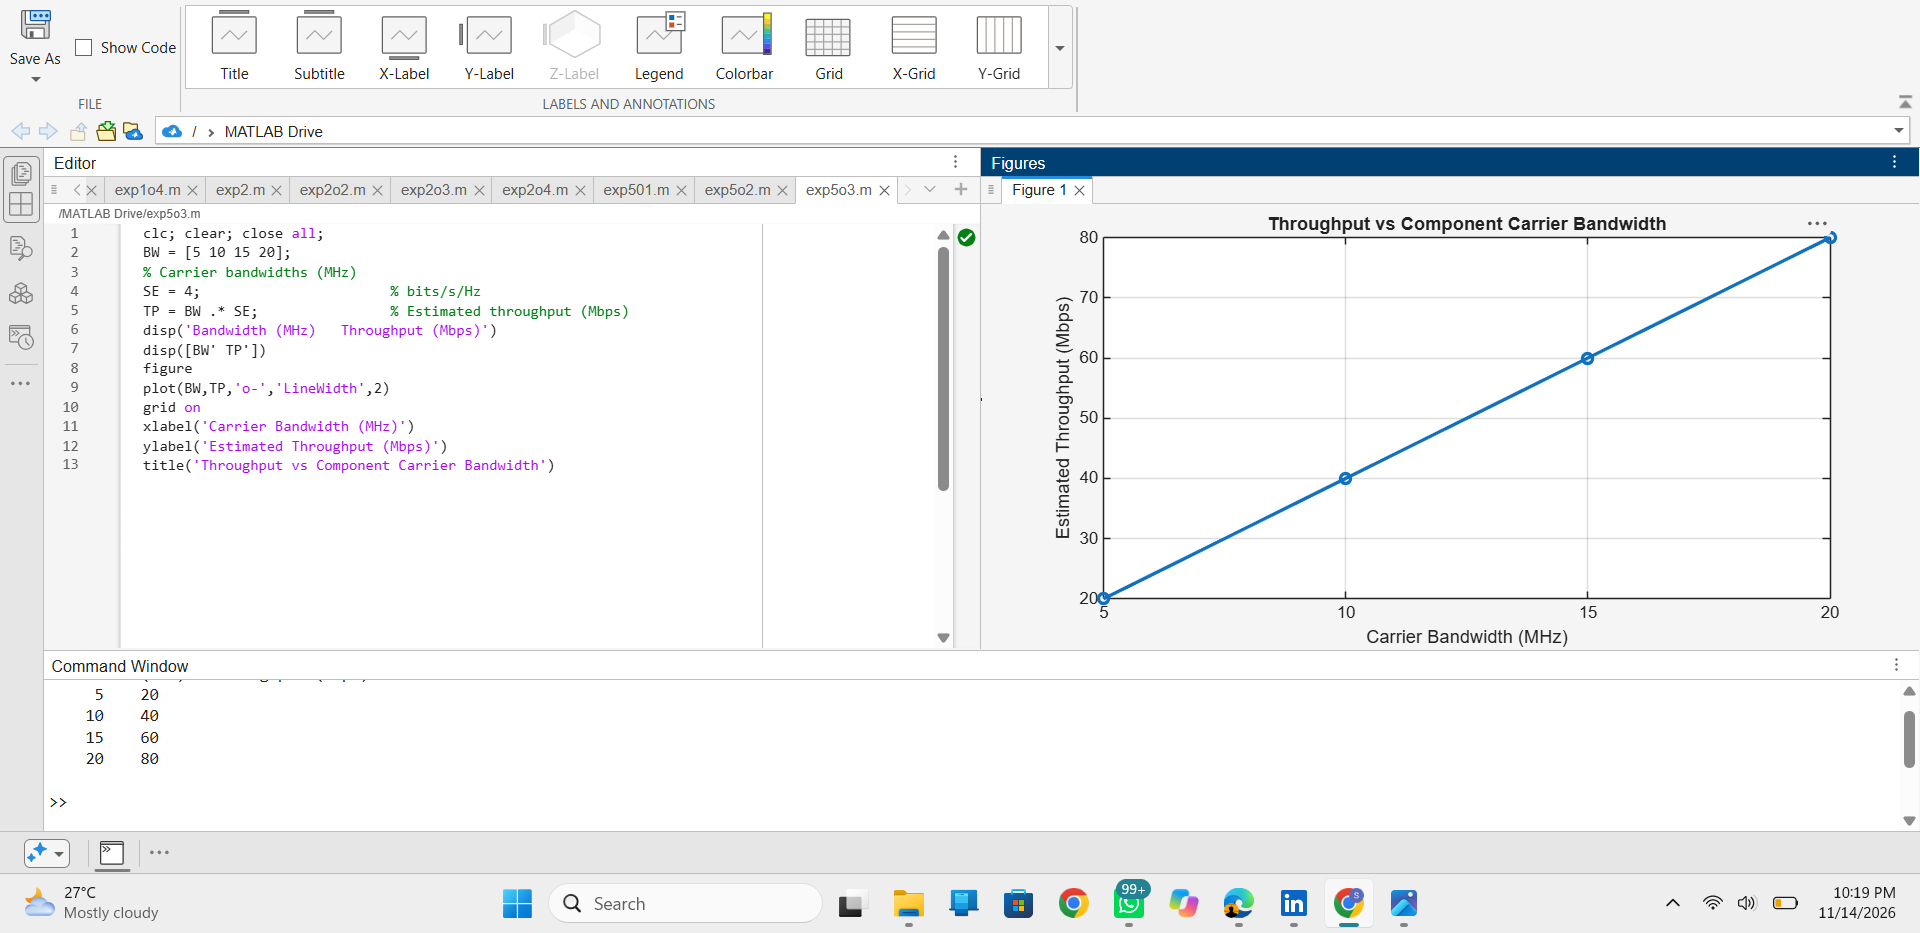 Save As
Show Code
FILE
Title
Subtitle
X-Label
Y-Label
Z-Label
Legend
Colorbar
Grid
X-Grid
Y-Grid
LABELS AND ANNOTATIONS
/ > MATLAB Drive
Editor
exp1o4.m
exp2.m
exp2o2.m
exp2o3.m
exp2o4.m
exp501.m
exp5o2.m
exp5o3.m
/MATLAB Drive/exp5o3.m
1 clc; clear; close all;
2 BW = [5 10 15 20];
3 % Carrier bandwidths (MHz)
4 SE = 4; % bits/s/Hz
5 TP = BW .* SE; % Estimated throughput (Mbps)
6 disp('Bandwidth (MHz)   Throughput (Mbps)')
7 disp([BW' TP'])
8 figure
9 plot(BW,TP,'o-','LineWidth',2)
10 grid on
11 xlabel('Carrier Bandwidth (MHz)')
12 ylabel('Estimated Throughput (Mbps)')
13 title('Throughput vs Component Carrier Bandwidth')
Figures
Figure 1
Throughput vs Component Carrier Bandwidth
Estimated Throughput (Mbps)
80
70
60
50
40
30
20
5 10 15 20
Carrier Bandwidth (MHz)
Command Window
5 20
10 40
15 60
20 80
>>
27°C
Mostly cloudy
Search
99+
10:19 PM
11/14/2026